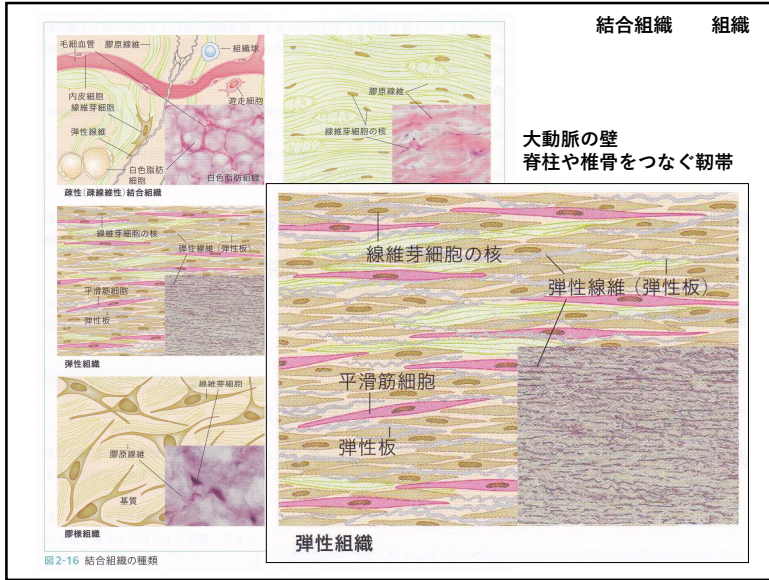 結合組織　組織
毛細血管
膠原線維
組織球
内皮細胞
線維芽細胞
遊走細胞
弾性線維
白色脂肪
細胞
白色脂肪組織
疎性(疎線維性)結合組織
膠原線維
線維芽細胞の核
大動脈の壁
脊柱や椎骨をつなぐ靭帯
線維芽細胞の核
弾性線維(弾性板)
平滑筋細胞
弾性板
弾性組織
線維芽細胞の核
弾性線維(弾性板)
平滑筋細胞
弾性板
弾性組織
線維芽細胞
膠原線維
基質
膠様組織
図2-16 結合組織の種類